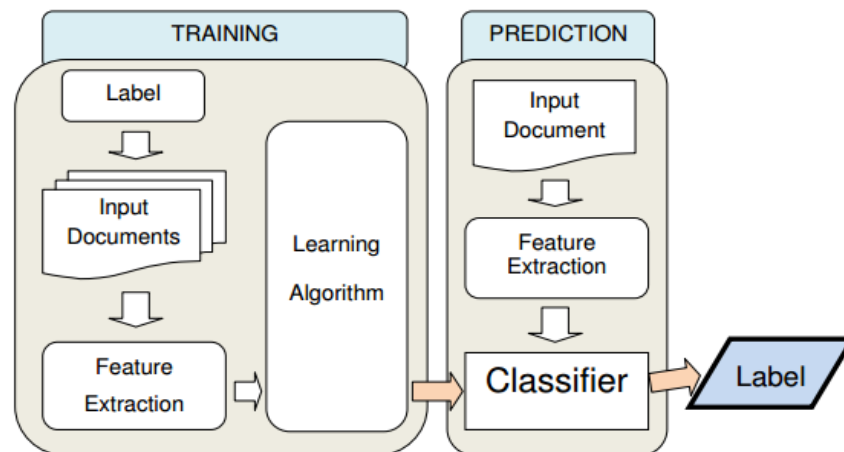 TRAINING
Label
Input
Documents
Feature
Extraction
Learning
Algorithm
PREDICTION
Input
Document
Feature
Extraction
Classifier
Label